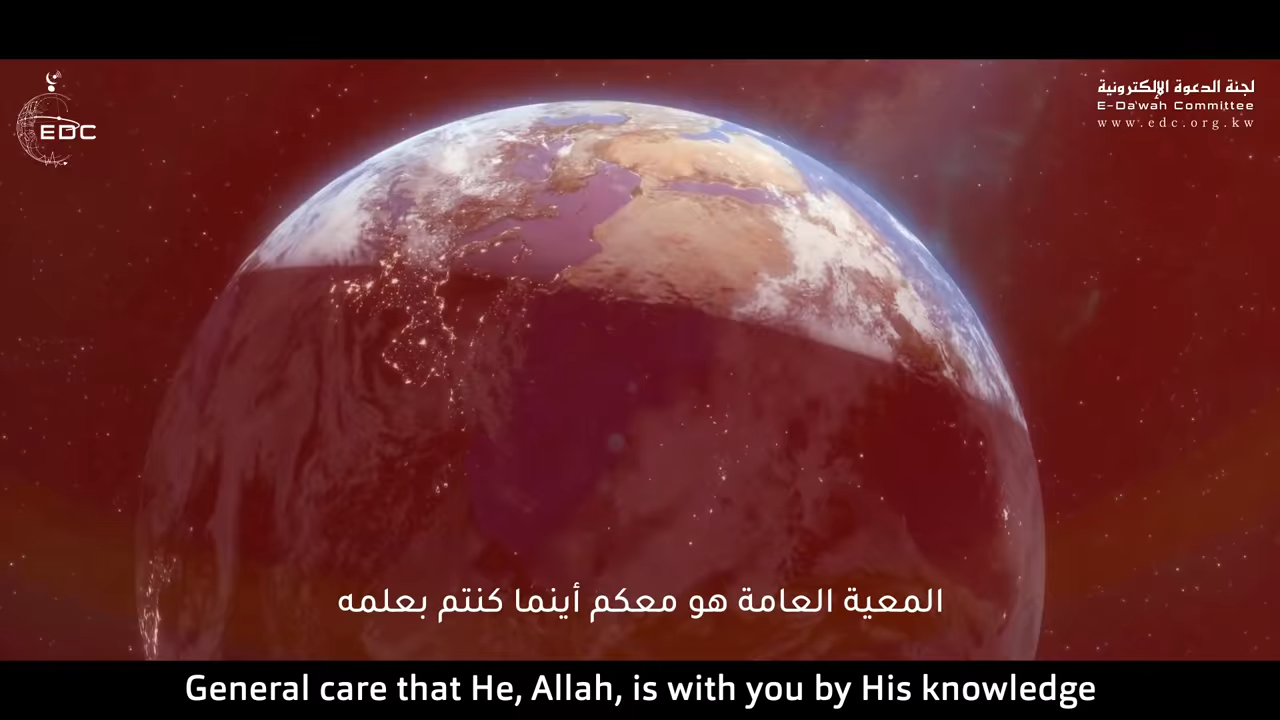 EDC
لجنة الدعوة الإلكترونية
E-Da'wah Committee
www.edc.org.kw
المعية العامة هو معكم أينما كنتم بعلمه
General care that He, Allah, is with you by His knowledge